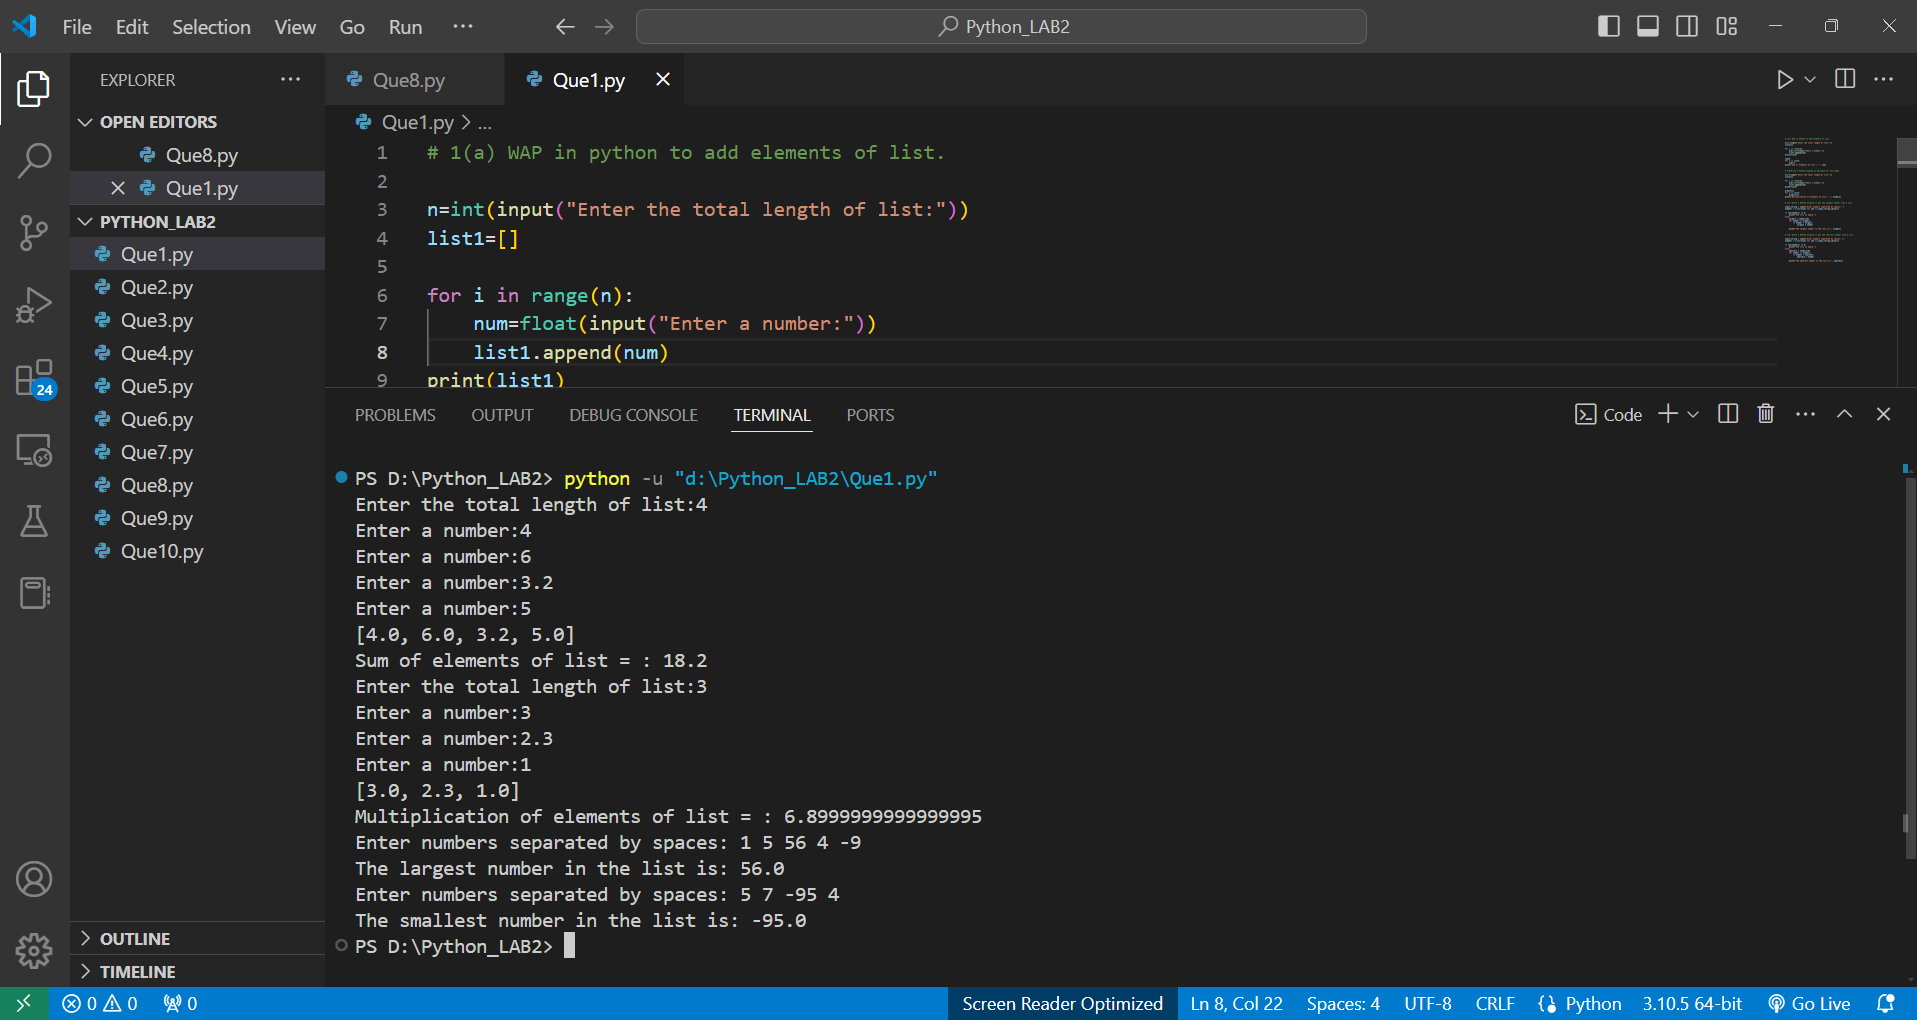 File Edit Selection View Go Run ··· Python_LAB2
EXPLORER ···
OPEN EDITORS
Que8.py
Que1.py
PYTHON_LAB2
Que1.py
Que2.py
Que3.py
Que4.py
Que5.py
Que6.py
Que7.py
Que8.py
Que9.py
Que10.py
OUTLINE
TIMELINE
24
Que8.py Que1.py
Que1.py > ...
1 # 1(a) WAP in python to add elements of list.
2
3 n=int(input("Enter the total length of list:"))
4 list1=[]
5
6 for i in range(n):
7 num=float(input("Enter a number:"))
8 list1.append(num)
9 print(list1)
PROBLEMS OUTPUT DEBUG CONSOLE TERMINAL PORTS Code
PS D:\Python_LAB2> python -u "d:\Python_LAB2\Que1.py"
Enter the total length of list:4
Enter a number:4
Enter a number:6
Enter a number:3.2
Enter a number:5
[4.0, 6.0, 3.2, 5.0]
Sum of elements of list = : 18.2
Enter the total length of list:3
Enter a number:3
Enter a number:2.3
Enter a number:1
[3.0, 2.3, 1.0]
Multiplication of elements of list = : 6.8999999999999995
Enter numbers separated by spaces: 1 5 56 4 -9
The largest number in the list is: 56.0
Enter numbers separated by spaces: 5 7 -95 4
The smallest number in the list is: -95.0
PS D:\Python_LAB2>
0 0 0 Screen Reader Optimized Ln 8, Col 22 Spaces: 4 UTF-8 CRLF {} Python 3.10.5 64-bit Go Live